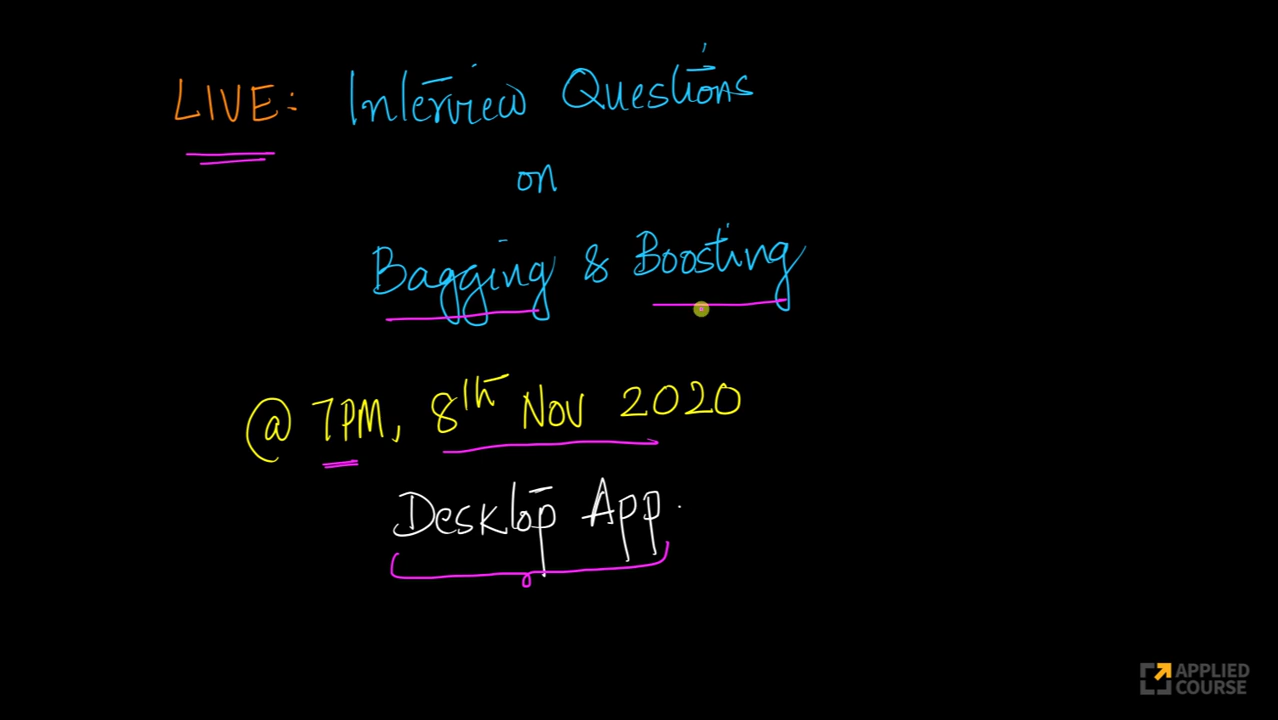 LIVE: Interview Questions
on
Bagging & Boosting
@ 7PM, 8th Nov 2020
Desktop App.
APPLIED
COURSE